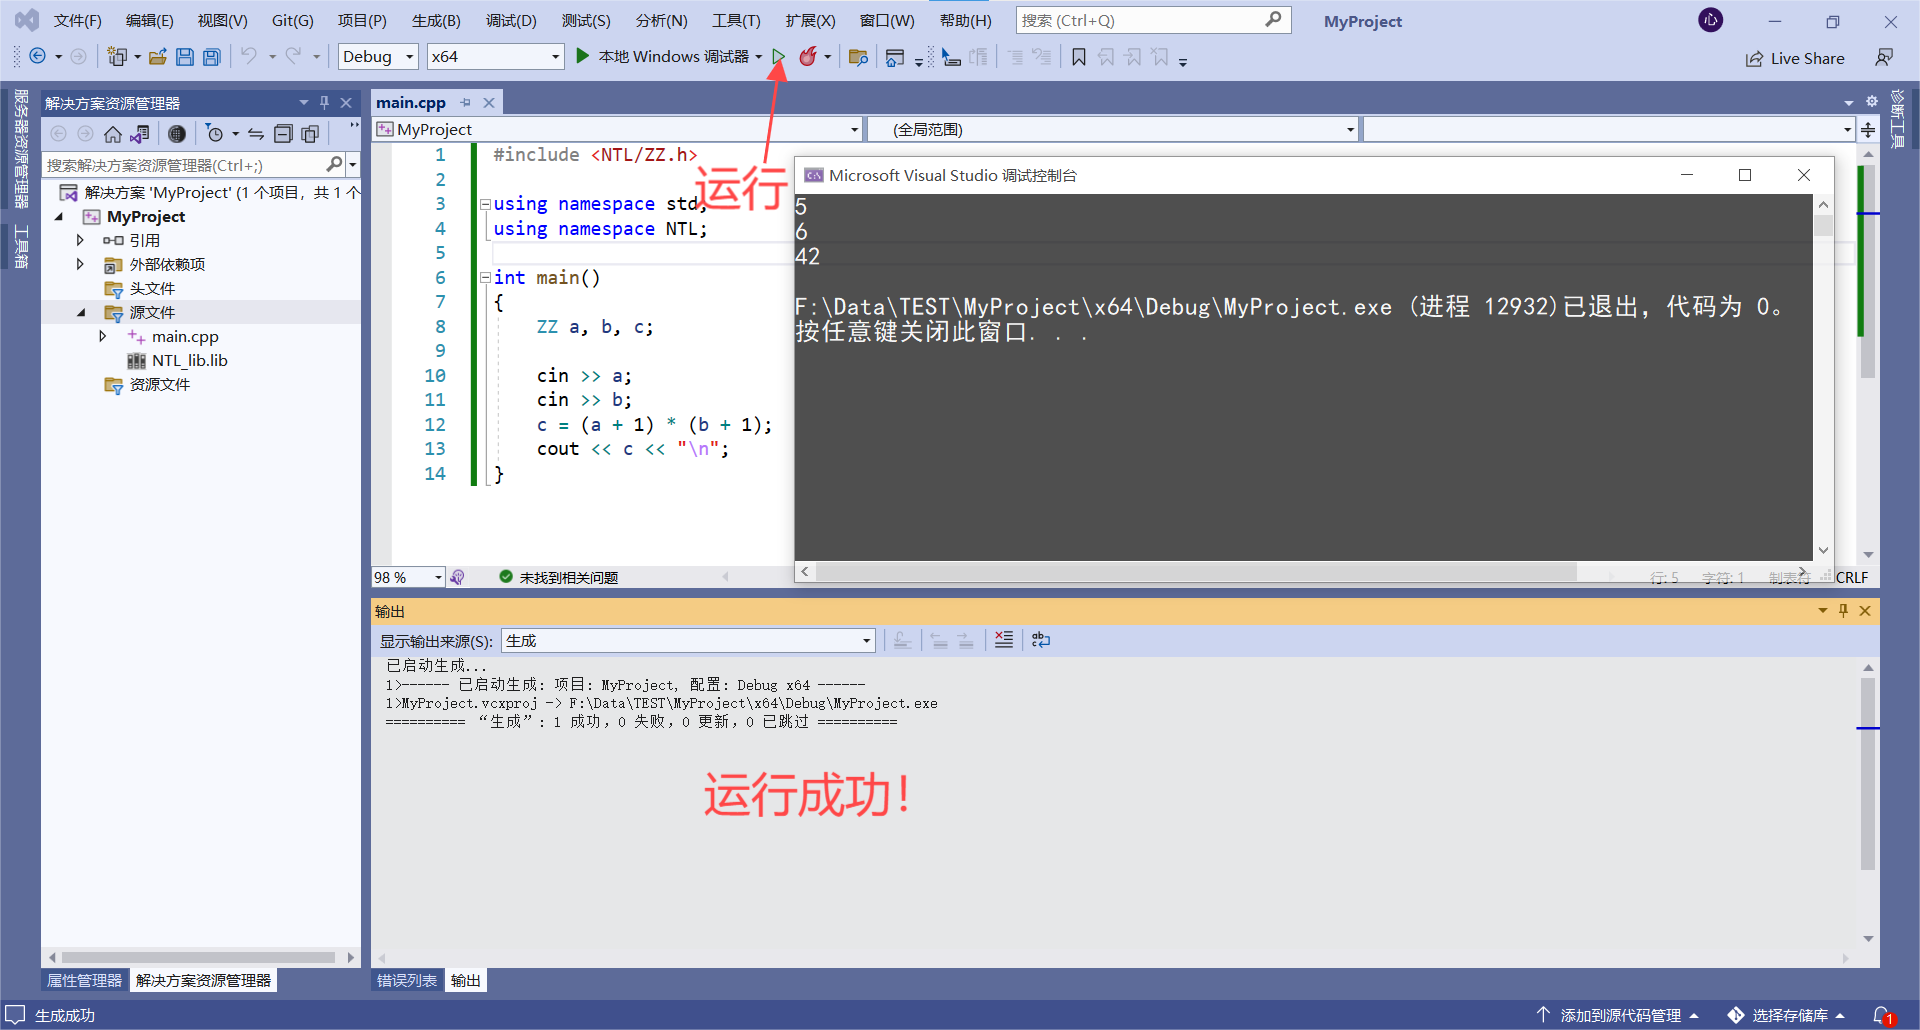 文件(F) 编辑(E) 视图(V) Git(G) 项目(P) 生成(B) 调试(D) 测试(S) 分析(N) 工具(T) 扩展(X) 窗口(W) 帮助(H) 搜索 (Ctrl+Q) MyProject
Debug x64 本地 Windows 调试器 Live Share
服务器资源管理器
工具箱
解决方案资源管理器
搜索解决方案资源管理器(Ctrl+;)
解决方案 'MyProject' (1 个项目，共 1 个
MyProject
引用
外部依赖项
头文件
源文件
main.cpp
NTL_lib.lib
资源文件
属性管理器 解决方案资源管理器
main.cpp
MyProject (全局范围)
1 #include <NTL/ZZ.h>
2
3 using namespace std;
4 using namespace NTL;
5
6 int main()
7 {
8 ZZ a, b, c;
9
10 cin >> a;
11 cin >> b;
12 c = (a + 1) * (b + 1);
13 cout << c << "\n";
14 }
运行
Microsoft Visual Studio 调试控制台
5
6
42
F:\Data\TEST\MyProject\x64\Debug\MyProject.exe (进程 12932)已退出，代码为 0。
按任意键关闭此窗口. . .
98 % 未找到相关问题 行: 5 字符: 1 制表符 CRLF
诊断工具
输出
显示输出来源(S): 生成
已启动生成...
1>------ 已启动生成: 项目: MyProject, 配置: Debug x64 ------
1>MyProject.vcxproj -> F:\Data\TEST\MyProject\x64\Debug\MyProject.exe
========== “生成”: 1 成功，0 失败，0 更新，0 已跳过 ==========
运行成功！
错误列表 输出
生成成功 添加到源代码管理 选择存储库 1